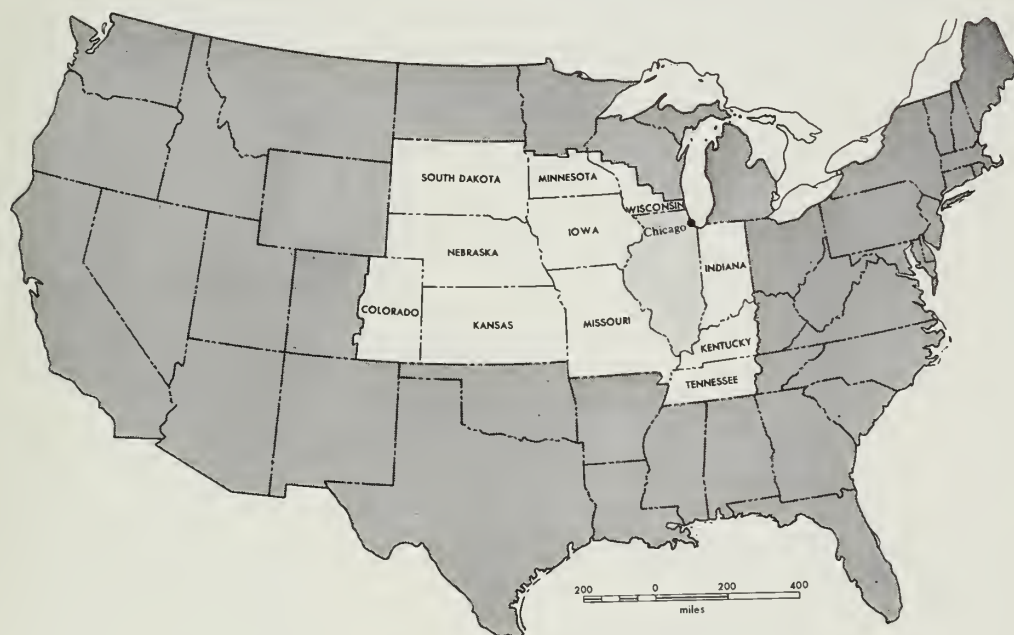 SOUTH DAKOTA
MINNESOTA
WISCONSIN
Chicago
IOWA
NEBRASKA
INDIANA
COLORADO
KANSAS
MISSOURI
KENTUCKY
TENNESSEE
200 0 200 400
miles